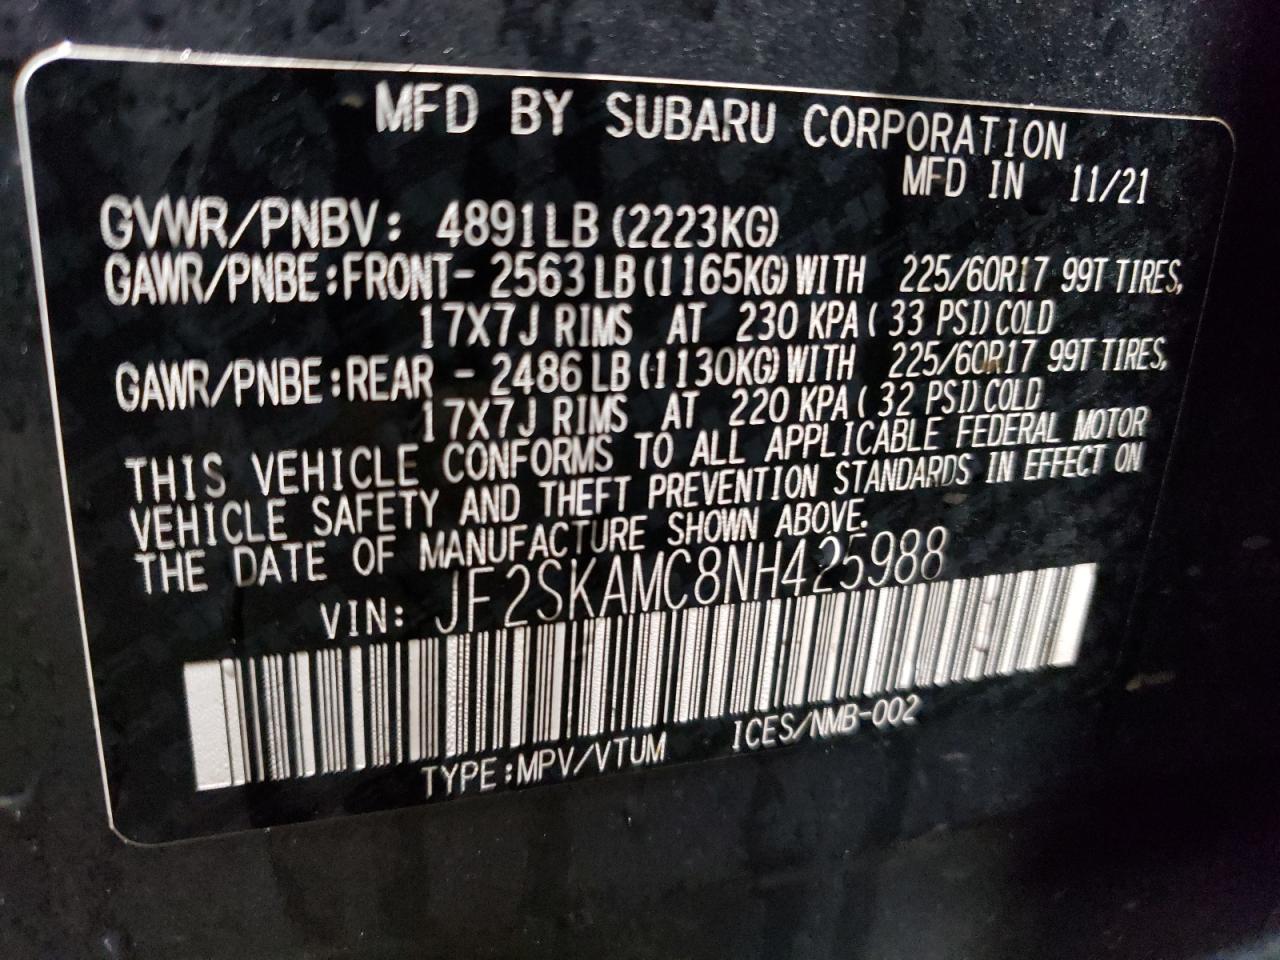 MFD BY SUBARU CORPORATION
MFD IN 11/21
GVWR/PNBV: 4891LB (2223KG)
GAWR/PNBE:FRONT- 2563 LB (1165KG) WITH 225/60R17 99T TIRES,
17X7J RIMS AT 230 KPA ( 33 PSI) COLD
GAWR/PNBE:REAR - 2486 LB (1130KG) WITH 225/60R17 99T TIRES,
17X7J RIMS AT 220 KPA ( 32 PSI) COLD
THIS VEHICLE CONFORMS TO ALL APPLICABLE FEDERAL MOTOR
VEHICLE SAFETY AND THEFT PREVENTION STANDARDS IN EFFECT ON
THE DATE OF MANUFACTURE SHOWN ABOVE.
VIN: JF2SKAMC8NH425988
TYPE:MPV/VTUM ICES/NMB-002